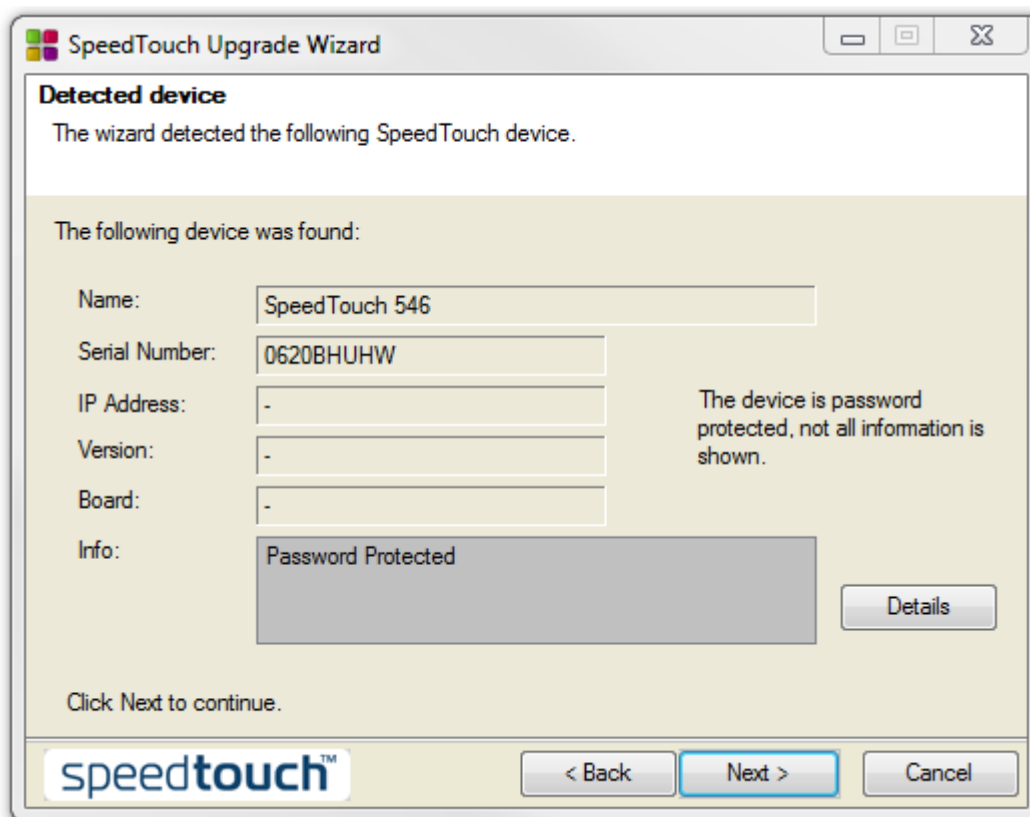 SpeedTouch Upgrade Wizard
Detected device
The wizard detected the following SpeedTouch device.
The following device was found:
Name: SpeedTouch 546
Serial Number: 0620BHUHW
IP Address: -
Version: -
Board: -
The device is password
protected, not all information is
shown.
Info: Password Protected
Details
Click Next to continue.
speedtouch™
< Back Next > Cancel